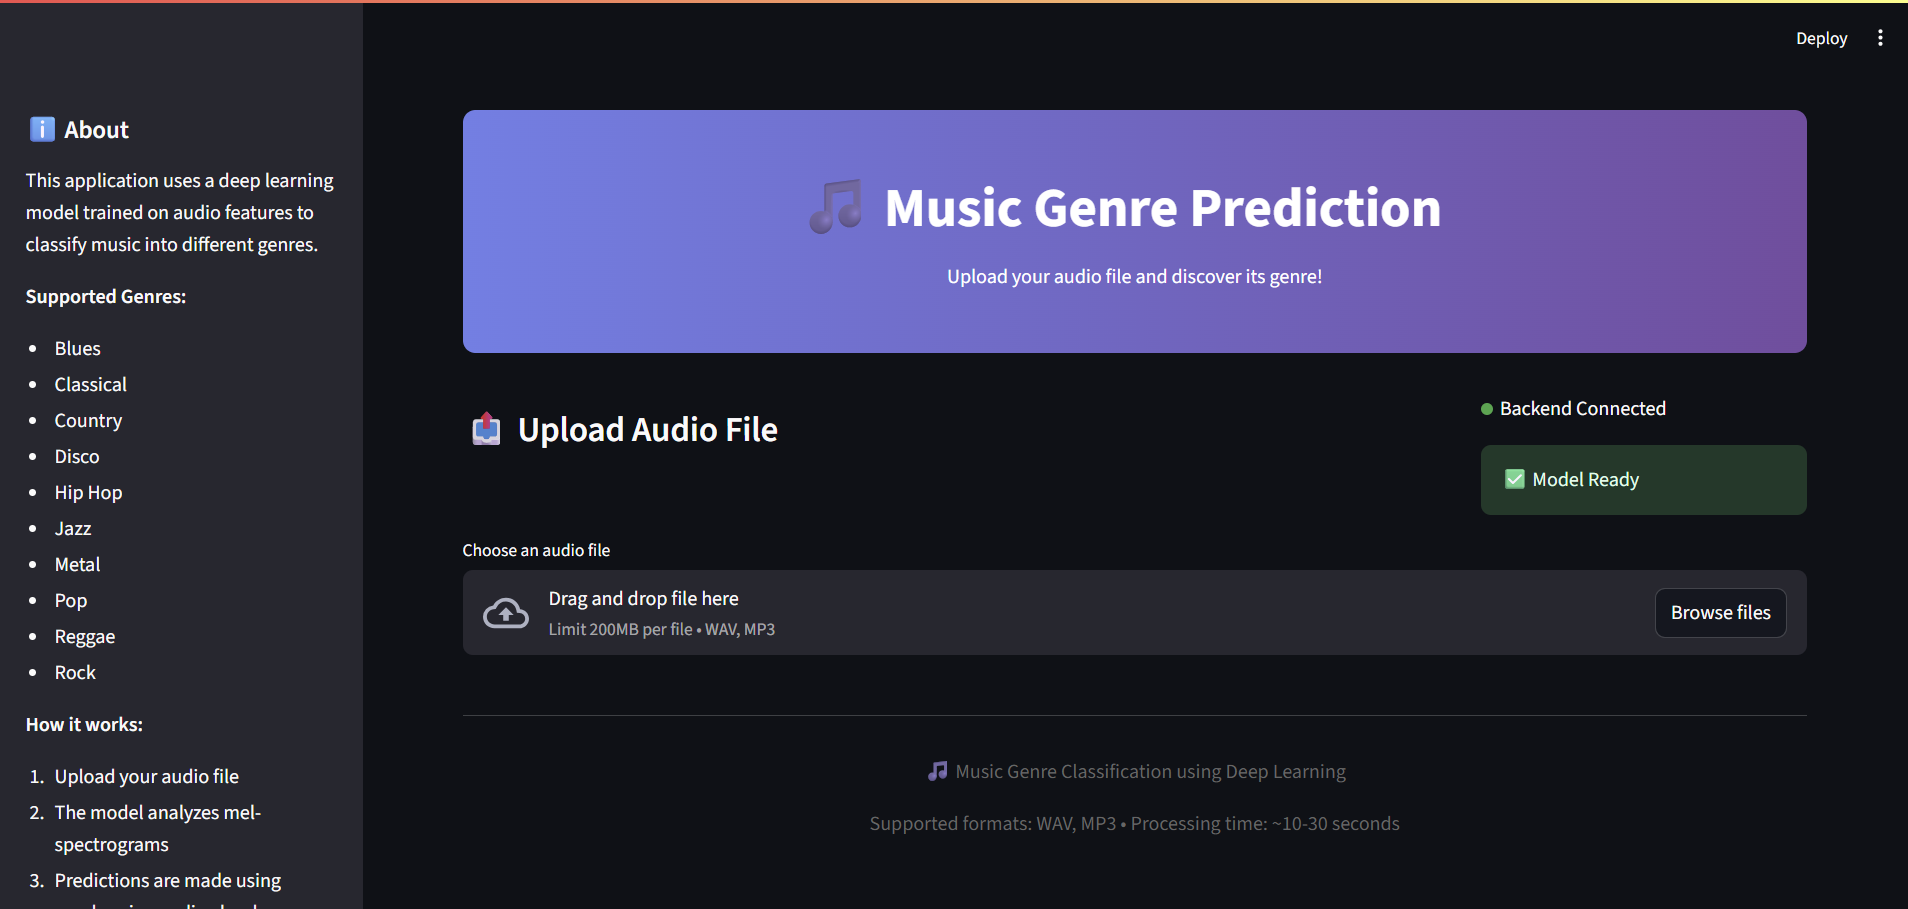 Deploy
About
This application uses a deep learning
model trained on audio features to
classify music into different genres.
Supported Genres:
• Blues
• Classical
• Country
• Disco
• Hip Hop
• Jazz
• Metal
• Pop
• Reggae
• Rock
How it works:
1. Upload your audio file
2. The model analyzes mel-
spectrograms
3. Predictions are made using
Music Genre Prediction
Upload your audio file and discover its genre!
Upload Audio File
Backend Connected
Model Ready
Choose an audio file
Drag and drop file here
Limit 200MB per file • WAV, MP3
Browse files
Music Genre Classification using Deep Learning
Supported formats: WAV, MP3 • Processing time: ~10-30 seconds